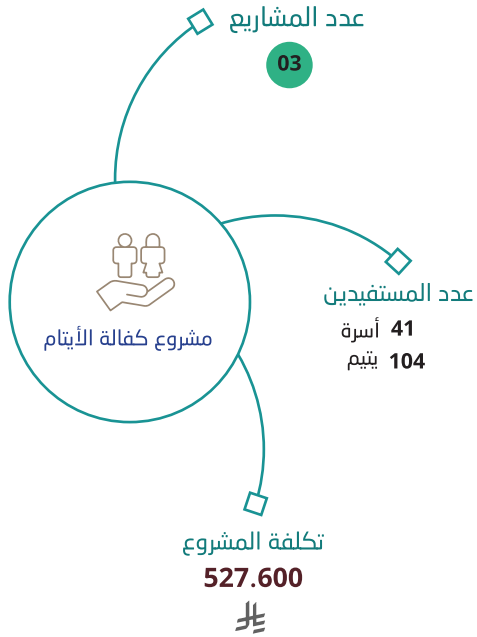 عدد المشاريع
03
عدد المستفيدين
41 أسرة
104 يتيم
مشروع كفالة الأيتام
تكلفة المشروع
527.600